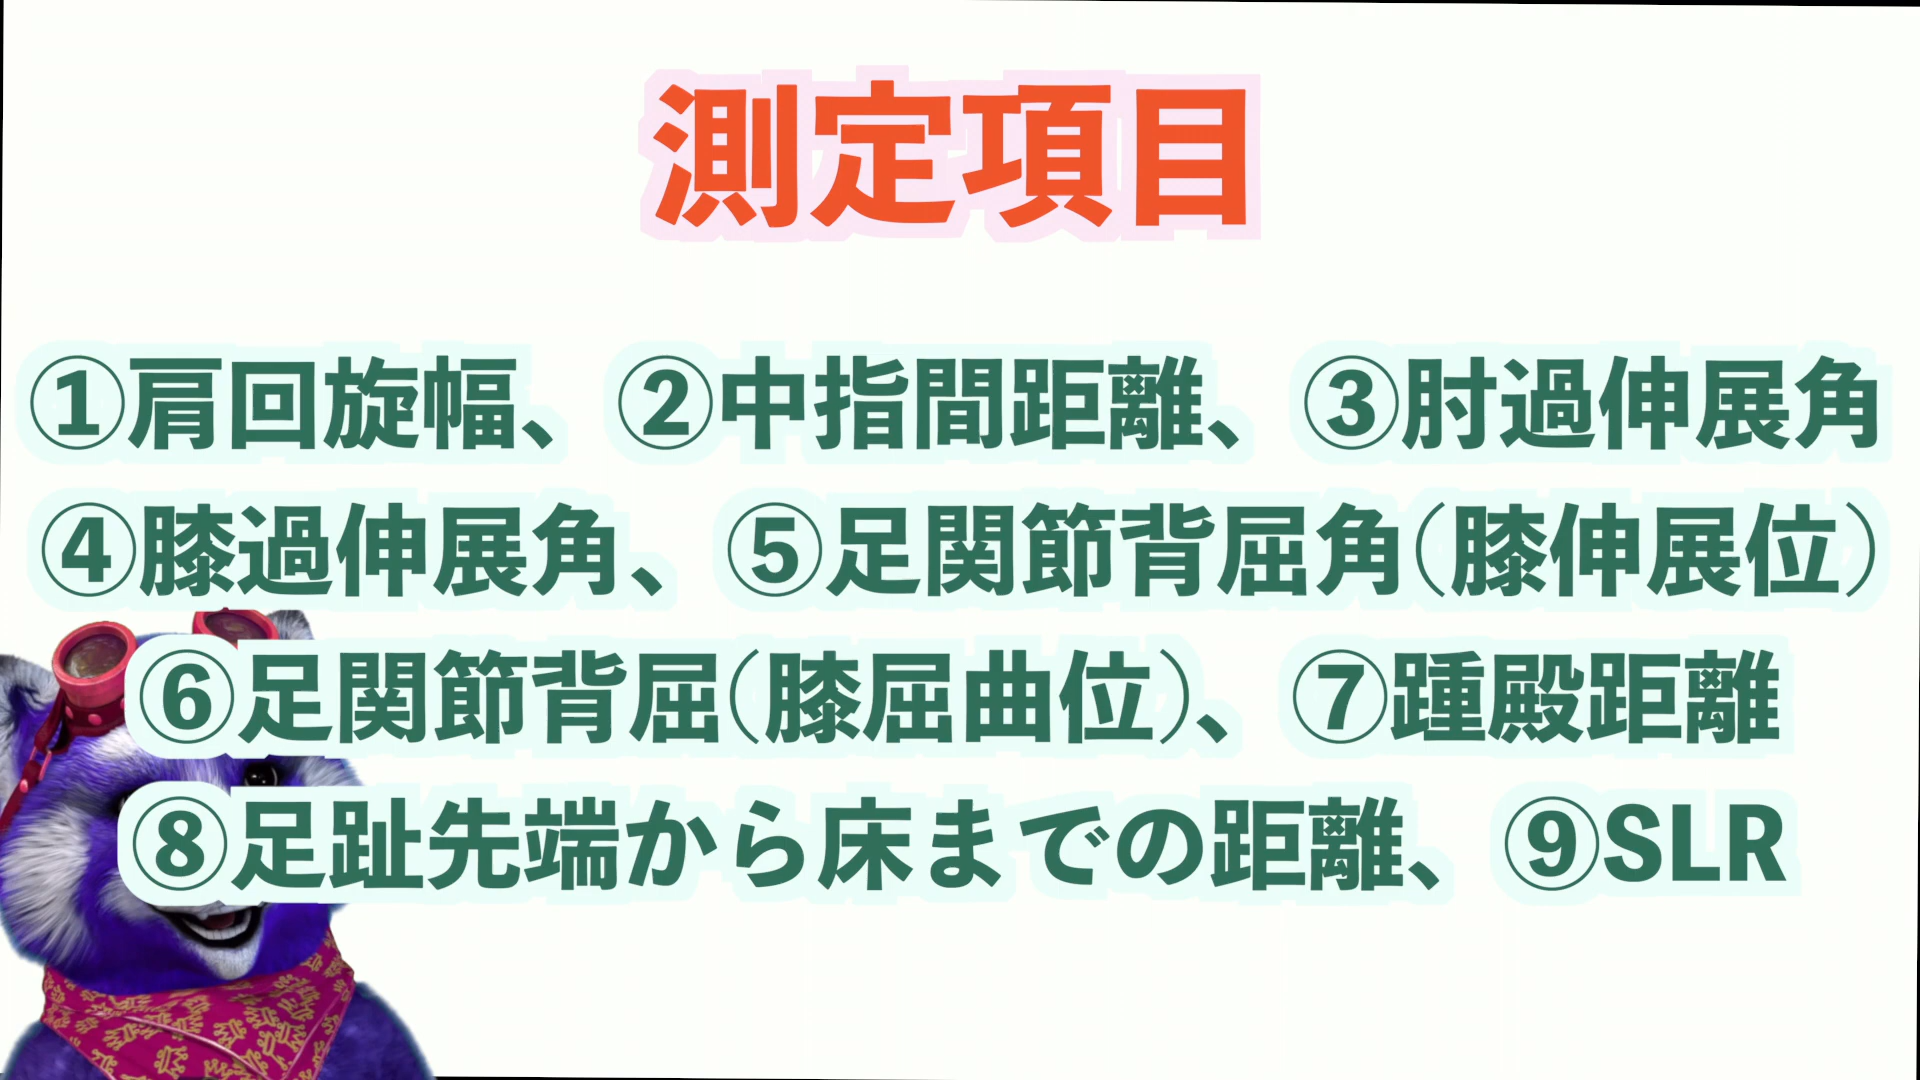 測定項目
①肩回旋幅、②中指間距離、③肘過伸展角
④膝過伸展角、⑤足関節背屈角(膝伸展位)
⑥足関節背屈(膝屈曲位)、⑦踵殿距離
⑧足趾先端から床までの距離、⑨SLR